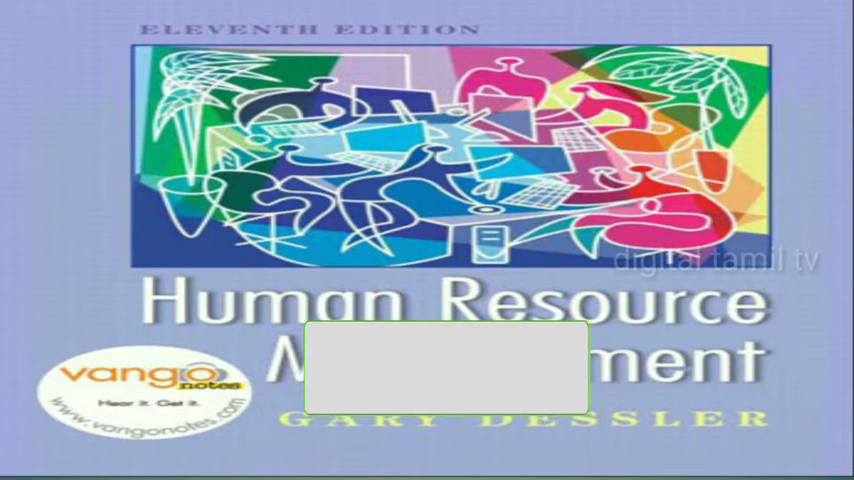 ELEVENTH EDITION
digital tamil tv
Human Resource
M ment
GARY DESSLER
vango
notes
Hear it. Get it.
www.vangonotes.com